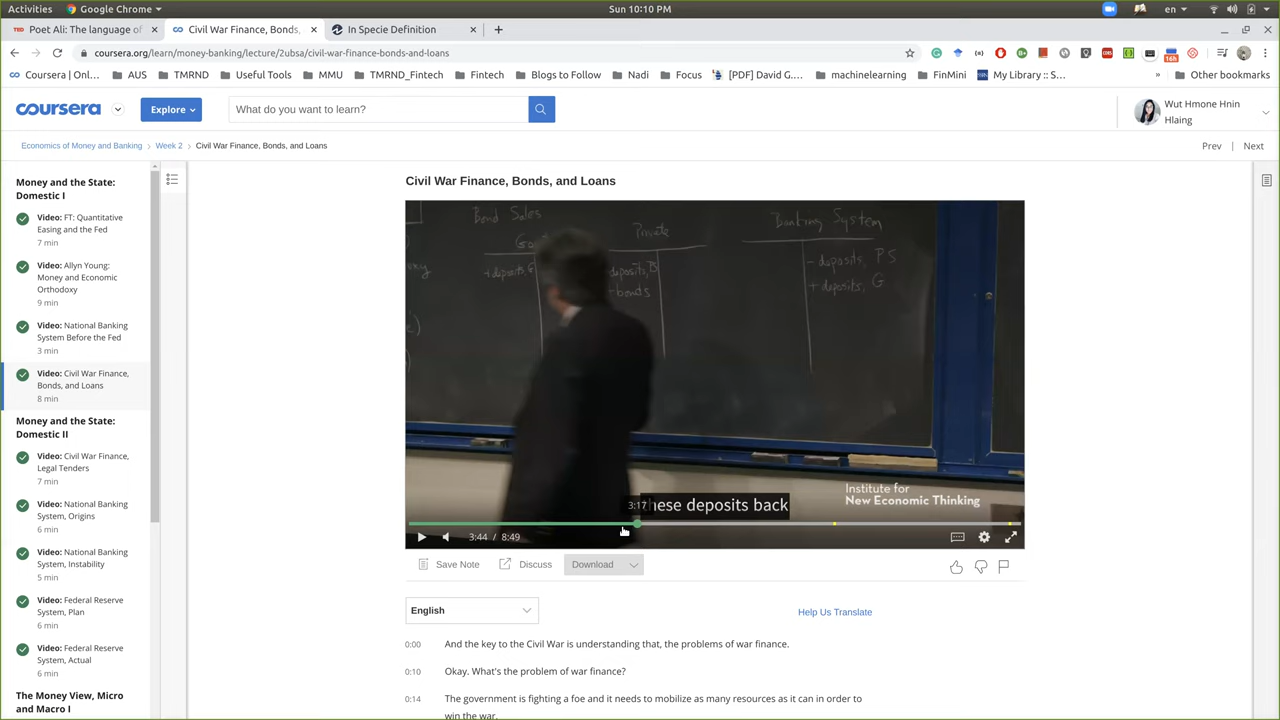 Activities
Google Chrome
Sun 10:10 PM
en
Poet Ali: The language of
Civil War Finance, Bonds,
In Specie Definition
coursera.org/learn/money-banking/lecture/2ubsa/civil-war-finance-bonds-and-loans
Coursera | Onl...
AUS
TMRND
Useful Tools
MMU
TMRND_Fintech
Fintech
Blogs to Follow
Nadi
Focus
[PDF] David G....
machinelearning
FinMini
My Library :: S...
»
Other bookmarks
coursera
Explore
What do you want to learn?
Wut Hmone Hnin
Hlaing
Economics of Money and Banking
Week 2
Civil War Finance, Bonds, and Loans
Prev
Next
Money and the State:
Domestic I
Video: FT: Quantitative
Easing and the Fed
7 min
Video: Allyn Young:
Money and Economic
Orthodoxy
9 min
Video: National Banking
System Before the Fed
3 min
Video: Civil War Finance,
Bonds, and Loans
8 min
Money and the State:
Domestic II
Video: Civil War Finance,
Legal Tenders
7 min
Video: National Banking
System, Origins
6 min
Video: National Banking
System, Instability
5 min
Video: Federal Reserve
System, Plan
6 min
Video: Federal Reserve
System, Actual
6 min
The Money View, Micro
and Macro I
Civil War Finance, Bonds, and Loans
Bond Sales
Private
Banking System
+deposits, G
deposits, PS
- deposits, PS
bonds
+ deposits, G
Institute for
New Economic Thinking
3:17
hese deposits back
3:44 / 8:49
Save Note
Discuss
Download
English
Help Us Translate
0:00 And the key to the Civil War is understanding that, the problems of war finance.
0:10 Okay. What's the problem of war finance?
0:14 The government is fighting a foe and it needs to mobilize as many resources as it can in order to
win the war.